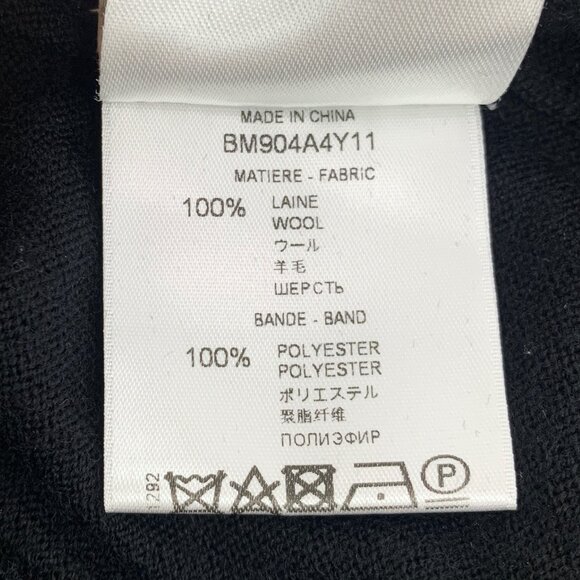 MADE IN CHINA
BM904A4Y11
MATIERE - FABRIC
100% LAINE
WOOL
ウール
羊毛
ШЕРСТЬ
BANDE - BAND
100% POLYESTER
POLYESTER
ポリエステル
聚脂纤维
ПОЛИЭФИР
1292
P